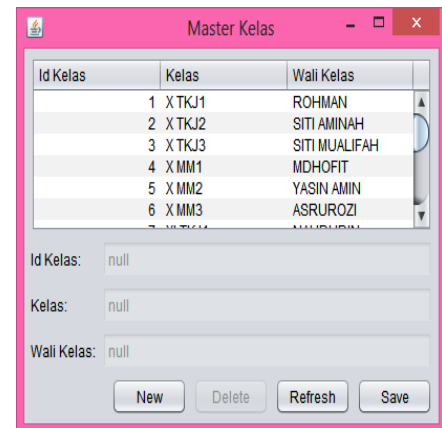 Master Kelas
Id Kelas Kelas Wali Kelas
1 X TKJ1 ROHMAN
2 X TKJ2 SITI AMINAH
3 X TKJ3 SITI MUALIFAH
4 X MM1 MDHOFIT
5 X MM2 YASIN AMIN
6 X MM3 ASRUROZI
Id Kelas: null
Kelas: null
Wali Kelas: null
New Delete Refresh Save